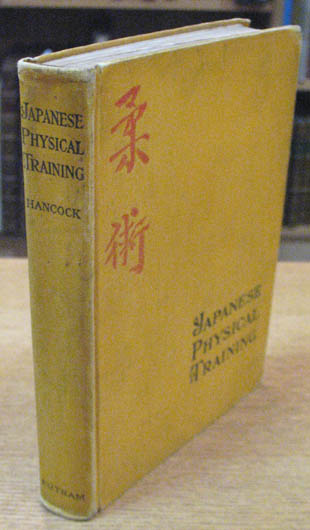 JAPANESE
PHYSICAL
TRAINING
HANCOCK
PUTNAM
柔
術
JAPANESE
PHYSICAL
TRAINING